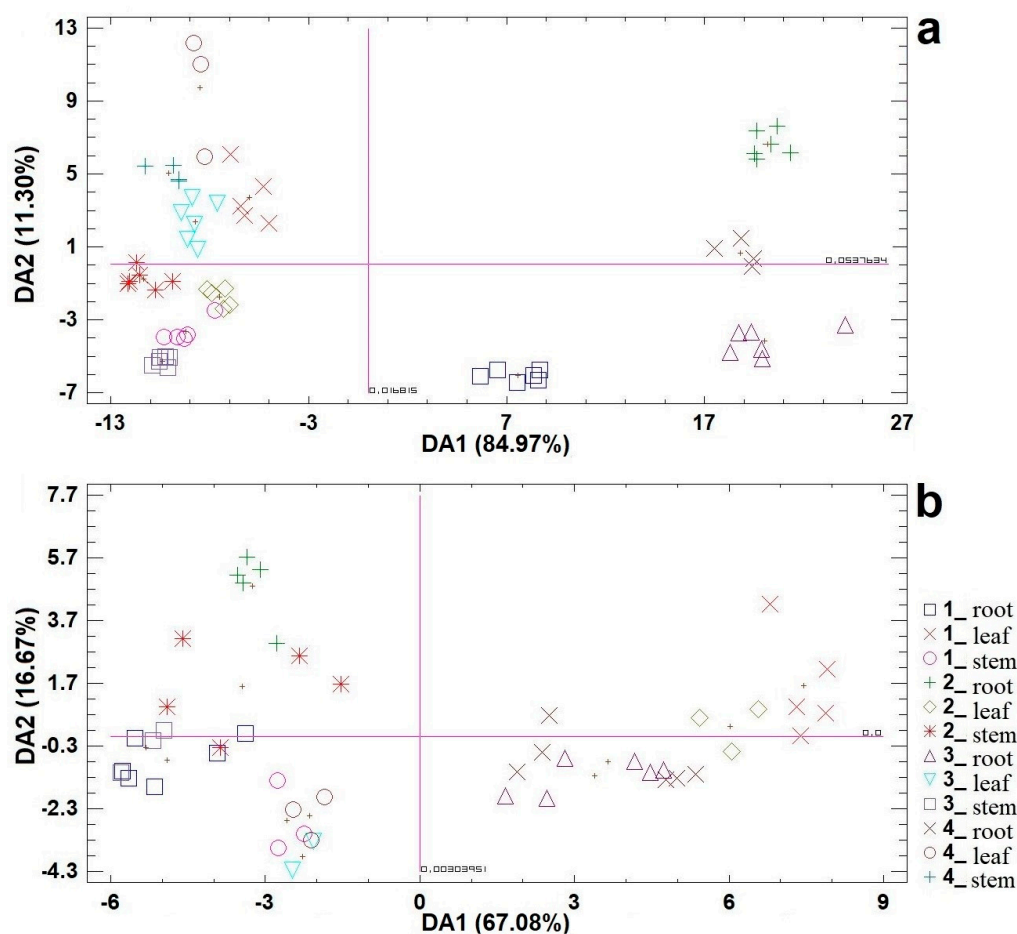 a
13
9
5
1
-3
-7
DA2 (11.30%)
0,0537634
0,016815
-13 -3 7 17 27
DA1 (84.97%)
b
7.7
5.7
3.7
1.7
-0.3
-2.3
-4.3
DA2 (16.67%)
0,0
0,00303951
-6 -3 0 3 6 9
DA1 (67.08%)
1_ root
1_ leaf
1_ stem
2_ root
2_ leaf
2_ stem
3_ root
3_ leaf
3_ stem
4_ root
4_ leaf
4_ stem